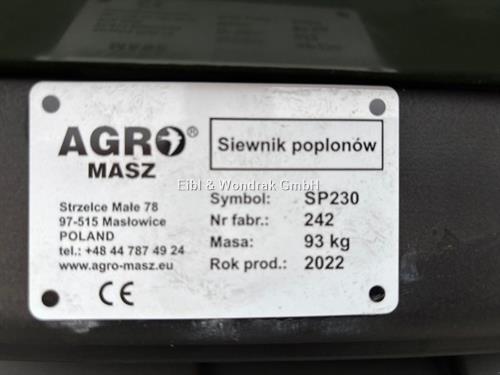 AGRO®
MASZ
Siewnik poplonów
Eibl & Wondrak GmbH
Strzelce Małe 78
97-515 Masłowice
POLAND
tel.: +48 44 787 49 24
www.agro-masz.eu
CE
Symbol: SP230
Nr fabr.: 242
Masa: 93 kg
Rok prod.: 2022